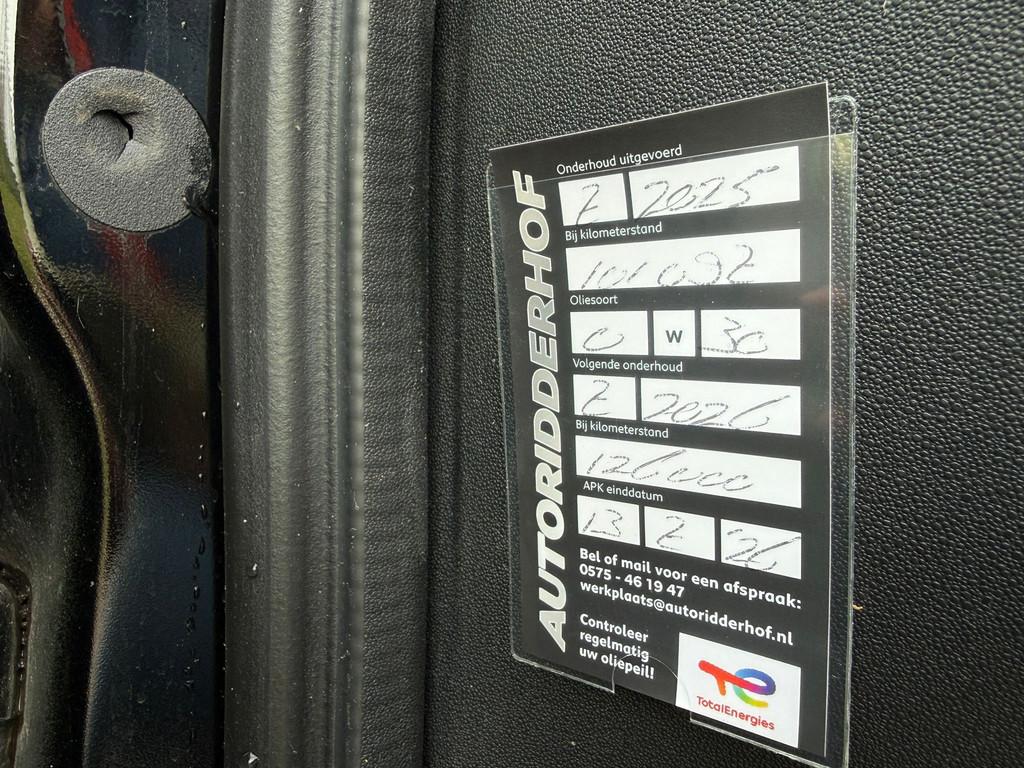 AUTORIDDERHOF
Onderhoud uitgevoerd
2 2025
Bij kilometerstand
101092
Oliesoort
0 W 30
Volgende onderhoud
2 2026
Bij kilometerstand
126000
APK einddatum
13 2 26
Bel of mail voor een afspraak:
0575 - 46 19 47
werkplaats@autoridderhof.nl
Controleer
regelmatig
uw oliepeil!
TotalEnergies